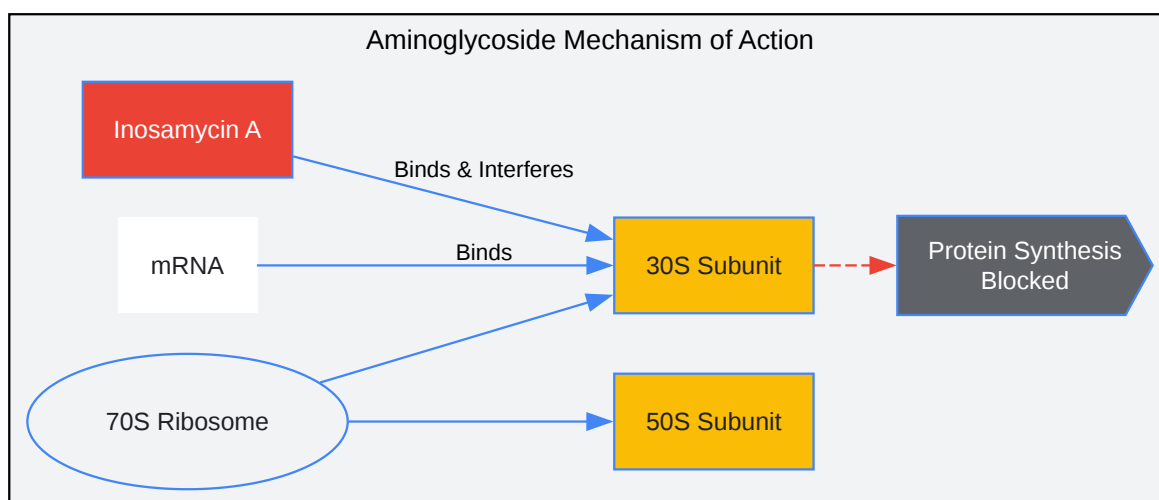 Aminoglycoside Mechanism of Action
Inosamycin A
Binds & Interferes
mRNA
Binds
30S Subunit
Protein Synthesis
Blocked
70S Ribosome
50S Subunit